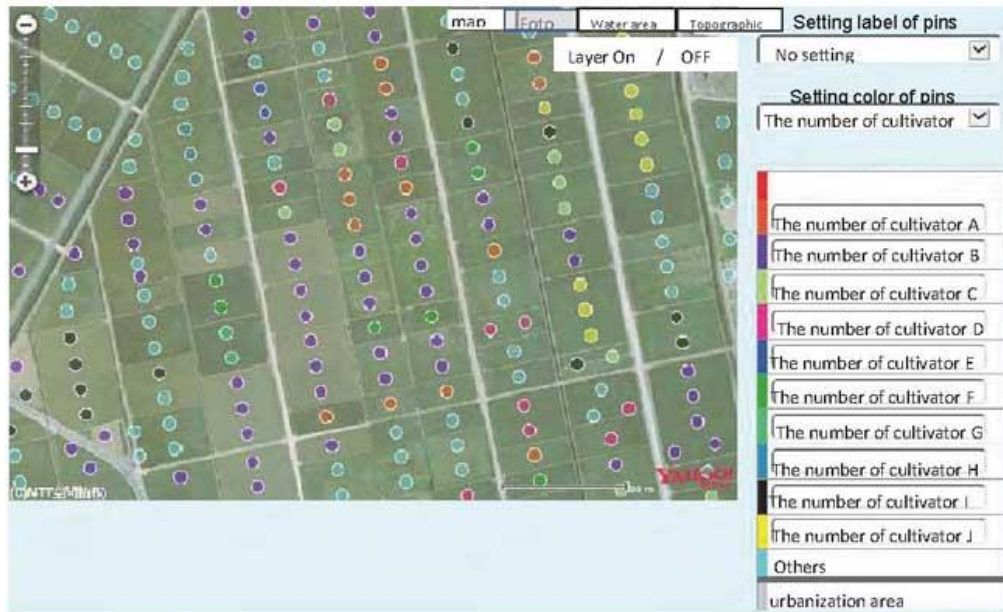 map
Foto
Water area
Topographic
Setting label of pins
Layer On / OFF
No setting
Setting color of pins
The number of cultivator
The number of cultivator A
The number of cultivator B
The number of cultivator C
The number of cultivator D
The number of cultivator E
The number of cultivator F
The number of cultivator G
The number of cultivator H
The number of cultivator I
The number of cultivator J
Others
urbanization area
YAHOO!